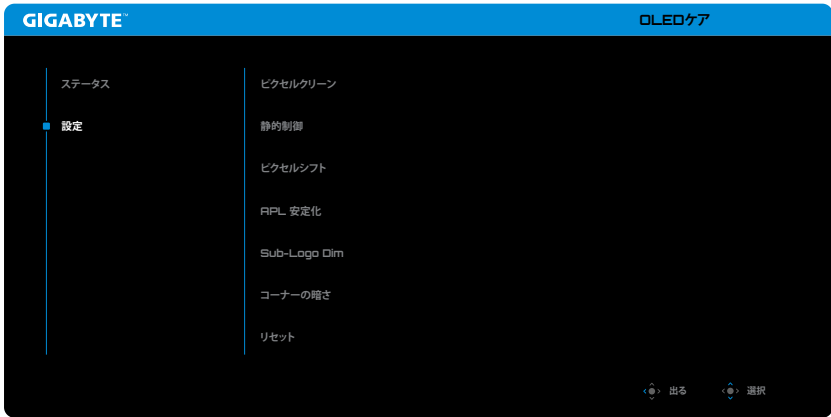 GIGABYTE™
OLEDケア
ステータス
設定
ピクセルクリーン
静的制御
ピクセルシフト
APL 安定化
Sub-Logo Dim
コーナーの暗さ
リセット
出る
選択